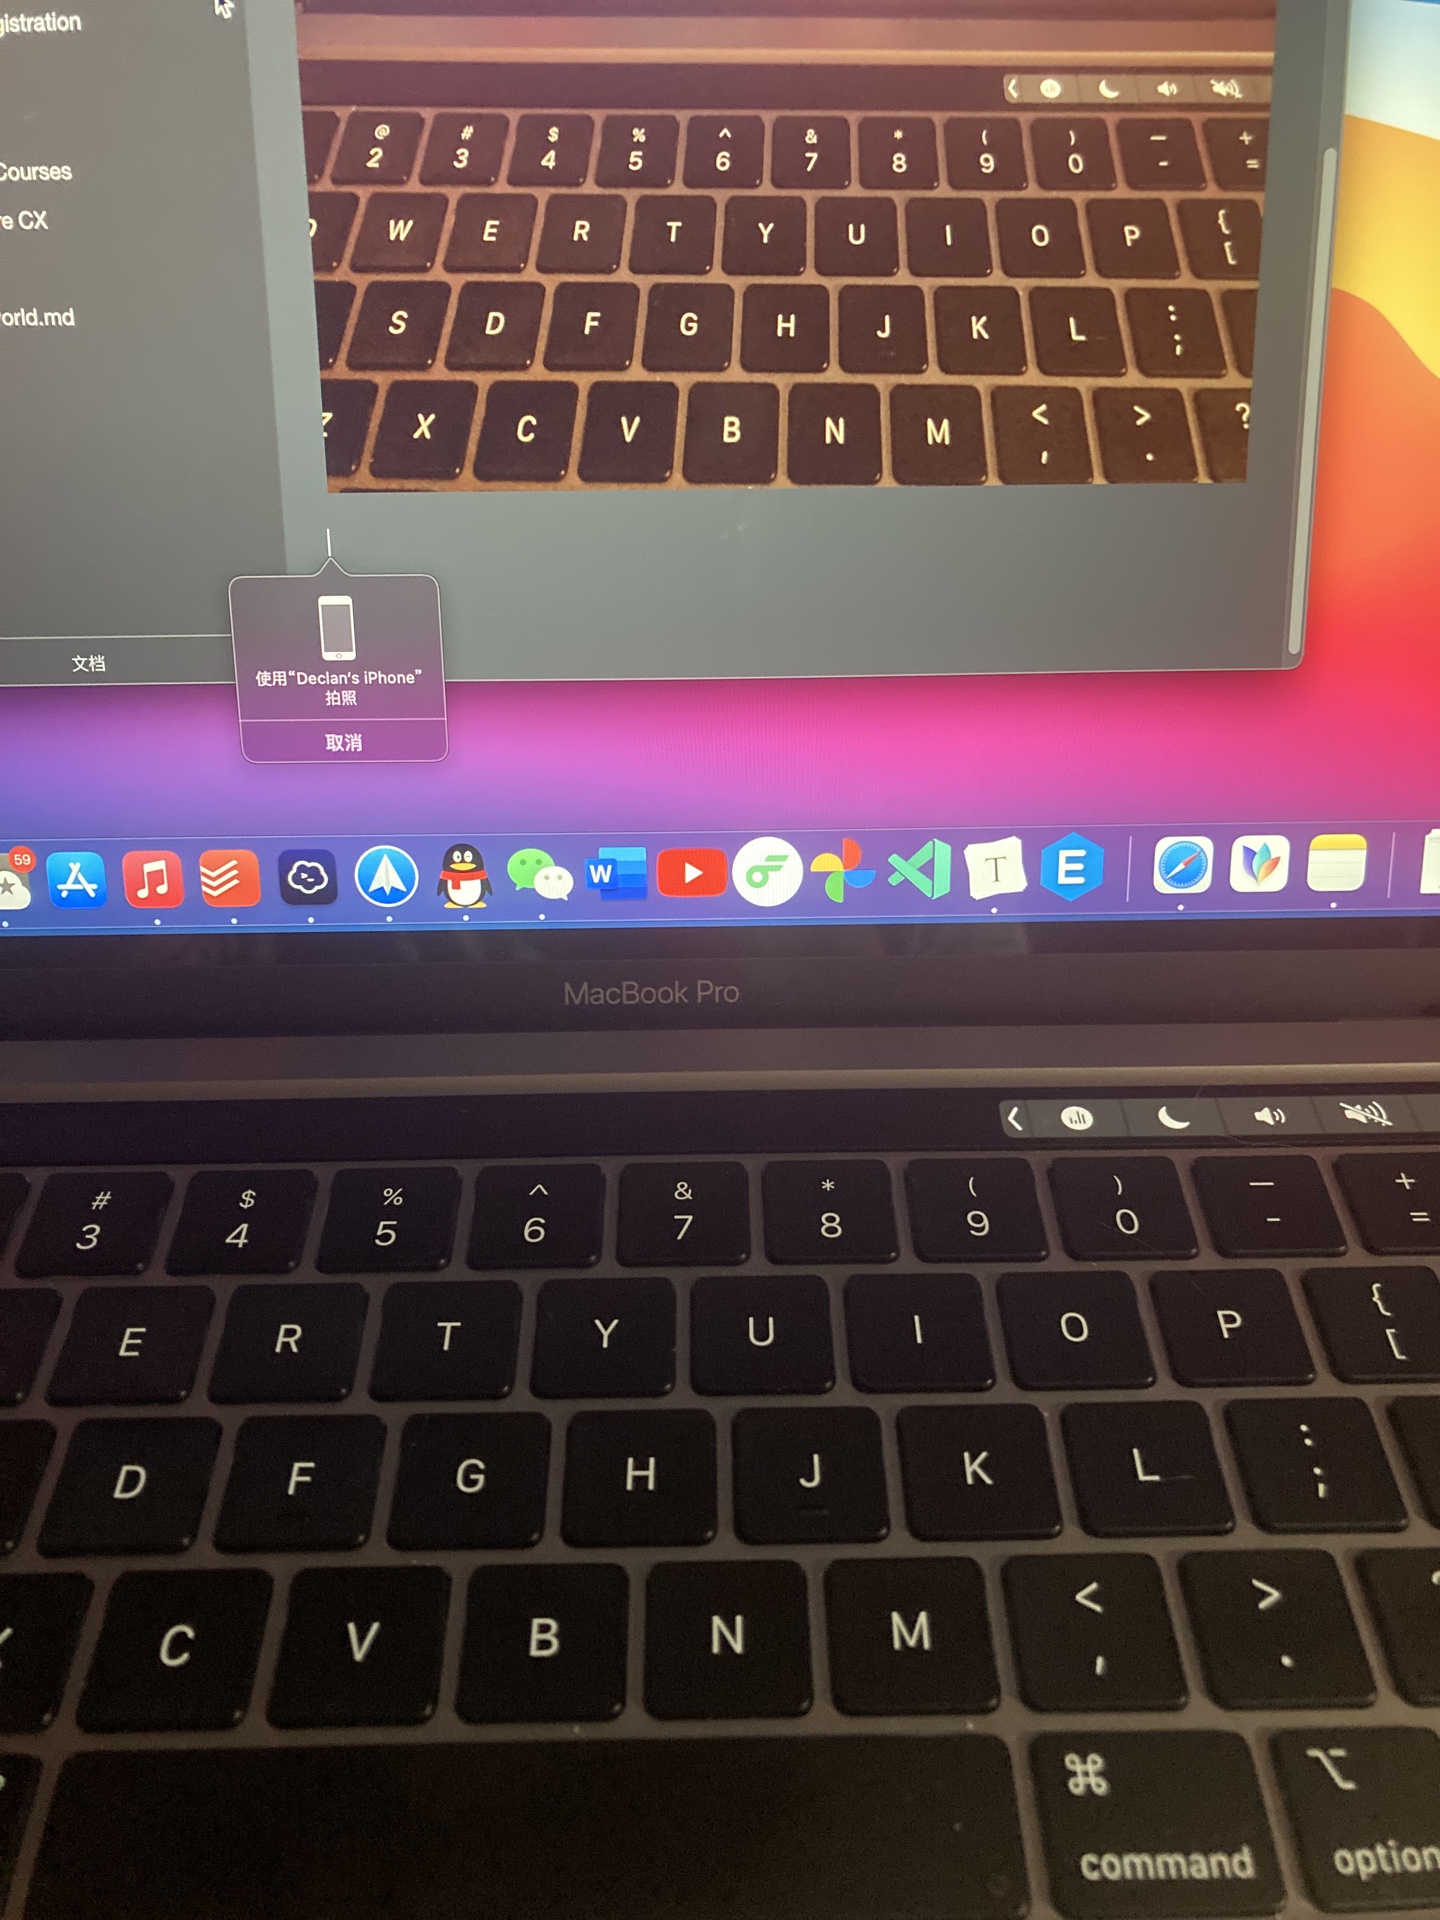 gistration
Courses
e CX
orld.md
文档
@ # $ % ^ & * ( ) — +
2 3 4 5 6 7 8 9 0 - =
W E R T Y U I O P { [
S D F G H J K L : ;
X C V B N M < , > . ?
使用“Declan's iPhone”
拍照
取消
59
W
T
E
MacBook Pro
# $ % ^ & * ( ) — +
3 4 5 6 7 8 9 0 - =
E R T Y U I O P { [
D F G H J K L : ;
C V B N M < , > .
⌘ ⌥
command option